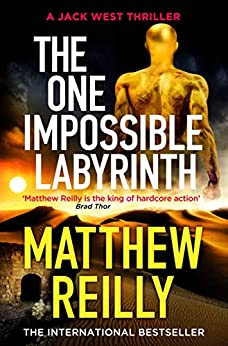 A JACK WEST THRILLER
THE
ONE
IMPOSSIBLE
LABYRINTH
‘Matthew Reilly is the king of hardcore action’
Brad Thor
MATTHEW
REILLY
THE INTERNATIONAL BESTSELLER